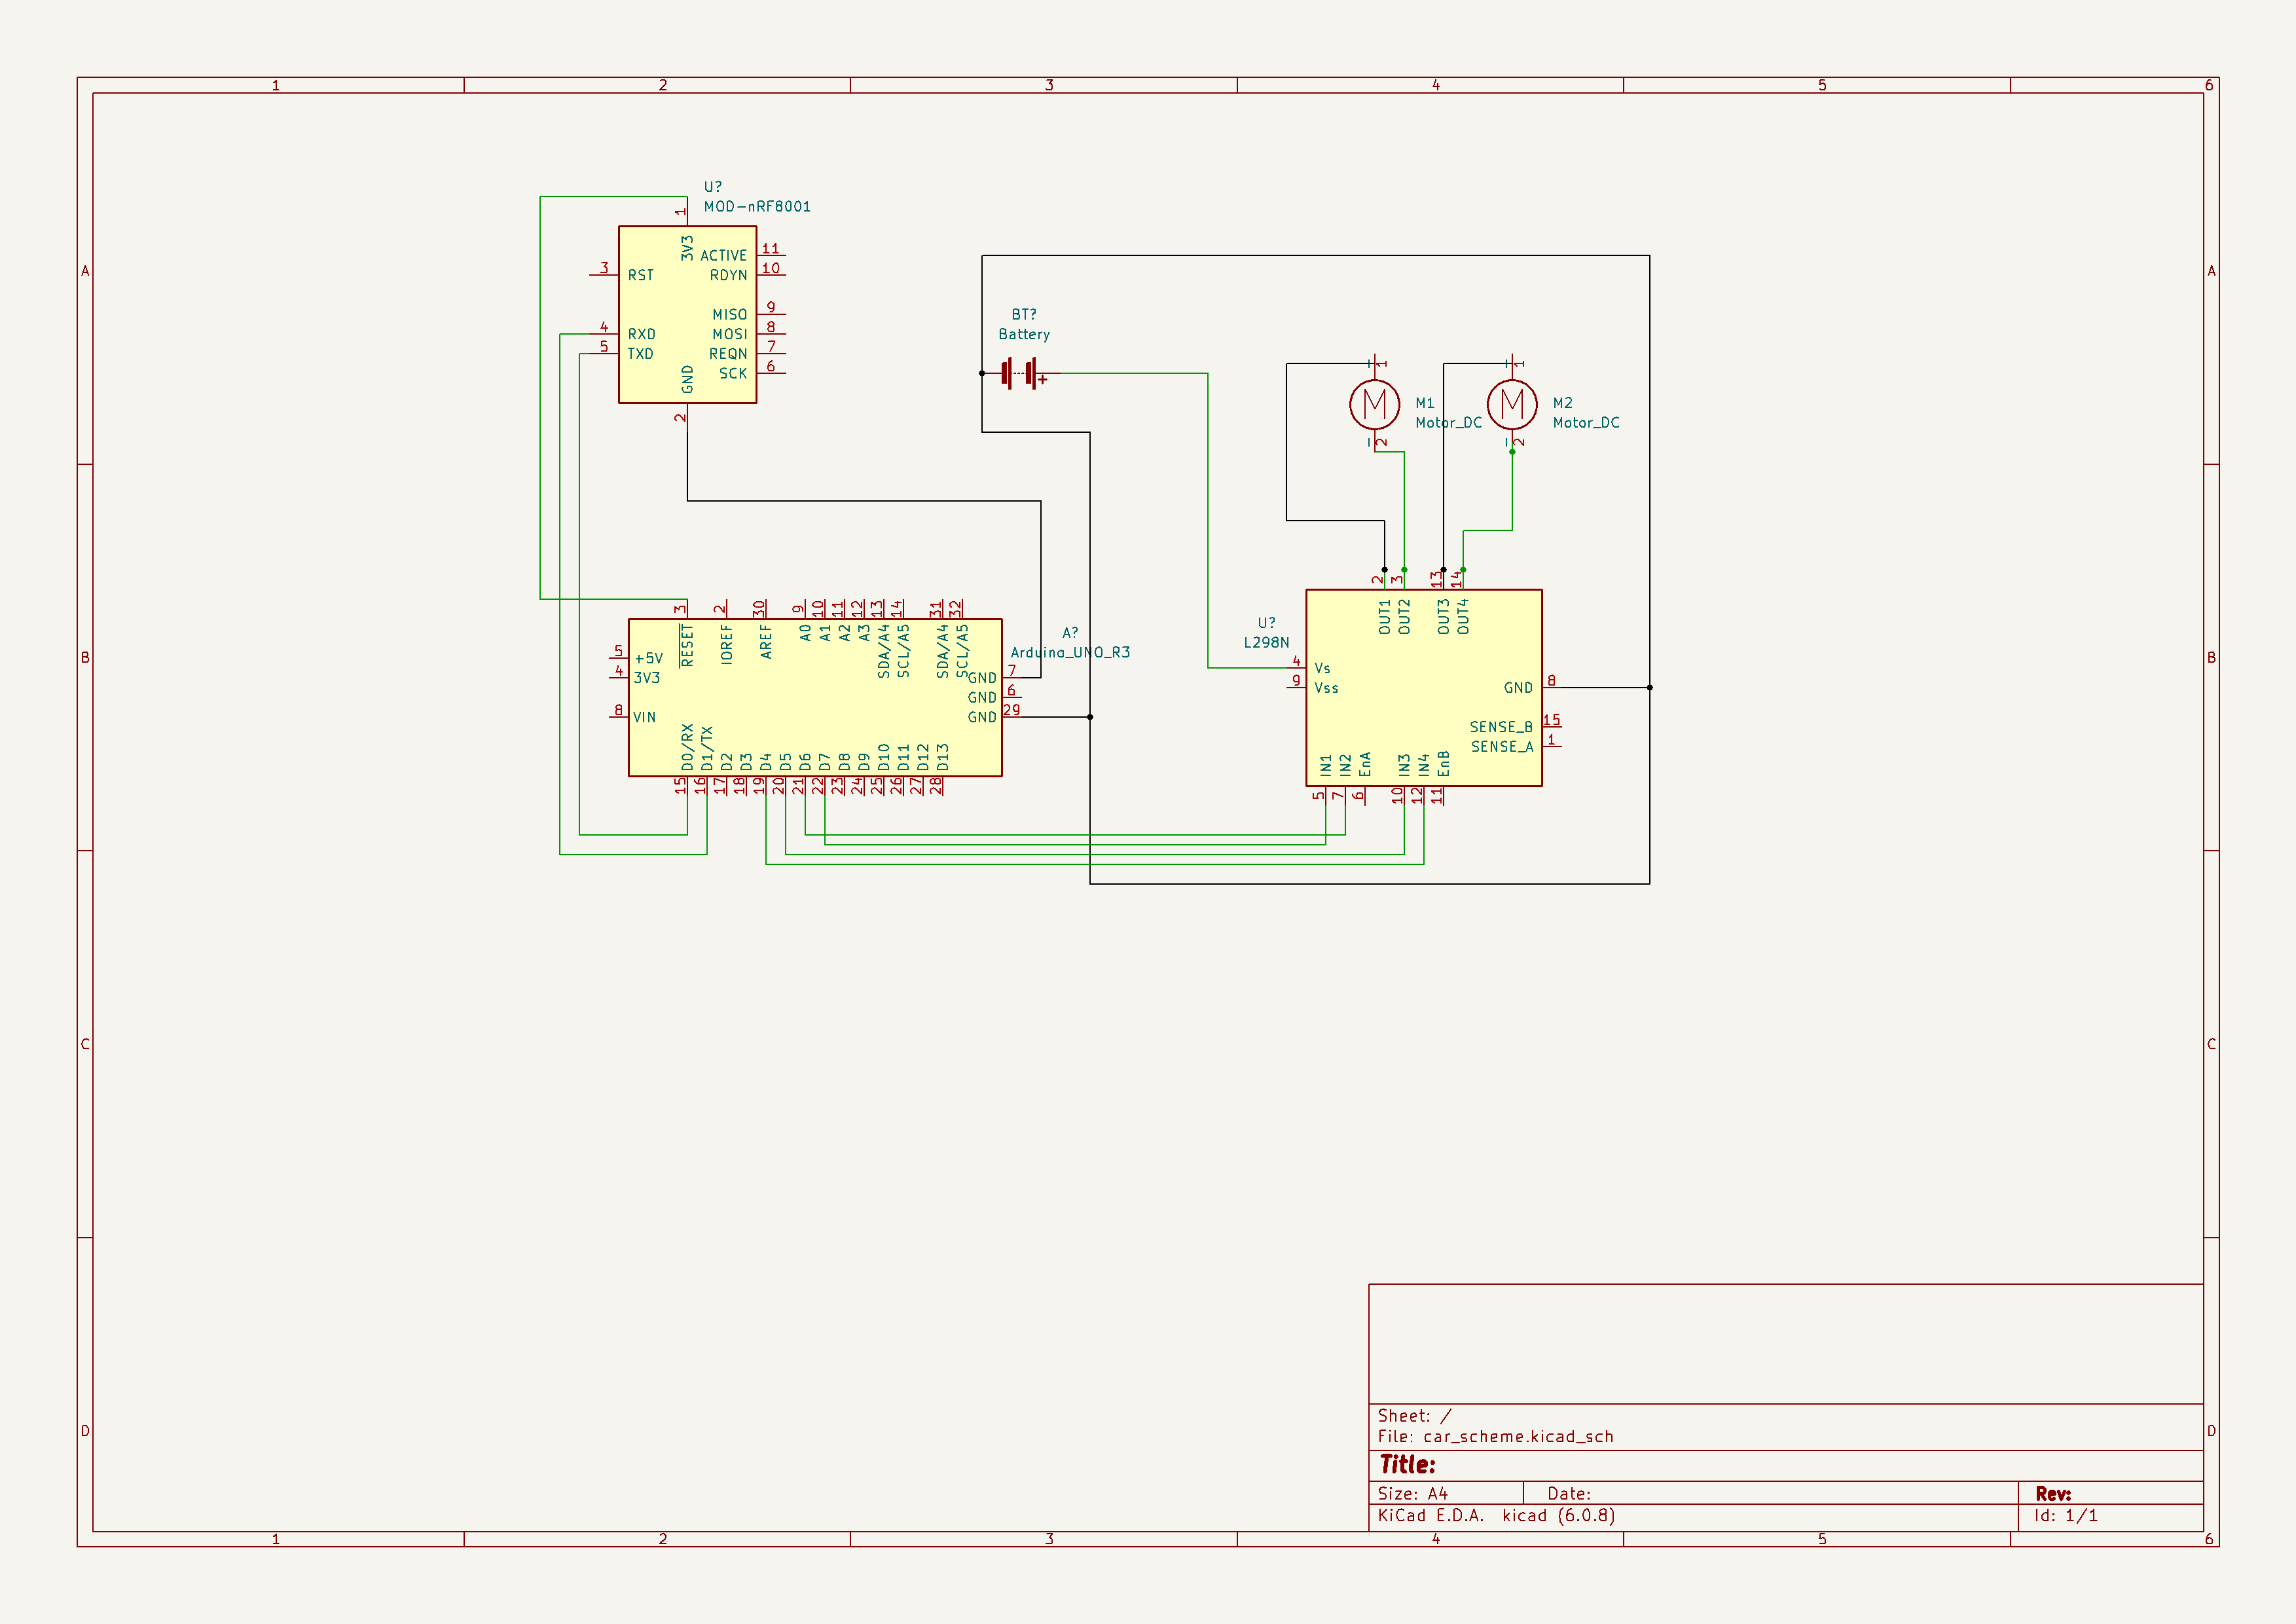 1 2 3 4 5 6
A
B
C
D
A
B
C
D
U?
MOD-nRF8001
1
3V3
3 RST
4 RXD
5 TXD
ACTIVE 11
RDYN 10
MISO 9
MOSI 8
REQN 7
SCK 6
GND
2
BT?
Battery
+
+ 1
M
M1
Motor_DC
- 2
+ 1
M
M2
Motor_DC
- 2
A?
Arduino_UNO_R3
3 2 30 9 10 11 12 13 14 31 32
RESET IOREF AREF A0 A1 A2 A3 SDA/A4 SCL/A5 SDA/A4 SCL/A5
5 +5V
4 3V3
8 VIN
GND 7
GND 6
GND 29
D0/RX D1/TX D2 D3 D4 D5 D6 D7 D8 D9 D10 D11 D12 D13
15 16 17 18 19 20 21 22 23 24 25 26 27 28
U?
L298N
2 3 13 14
OUT1 OUT2 OUT3 OUT4
4 Vs
9 Vss
GND 8
SENSE_B 15
SENSE_A 1
IN1 IN2 EnA IN3 IN4 EnB
5 7 6 10 12 11
Sheet: /
File: car_scheme.kicad_sch
Title:
Size: A4 Date: Rev:
KiCad E.D.A. kicad (6.0.8) Id: 1/1
1 2 3 4 5 6